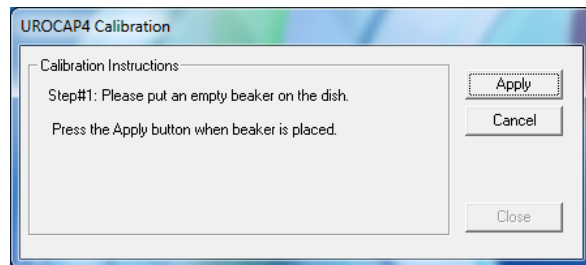 UROCAP4 Calibration
Calibration Instructions
Step#1: Please put an empty beaker on the dish.
Press the Apply button when beaker is placed.
Apply
Cancel
Close